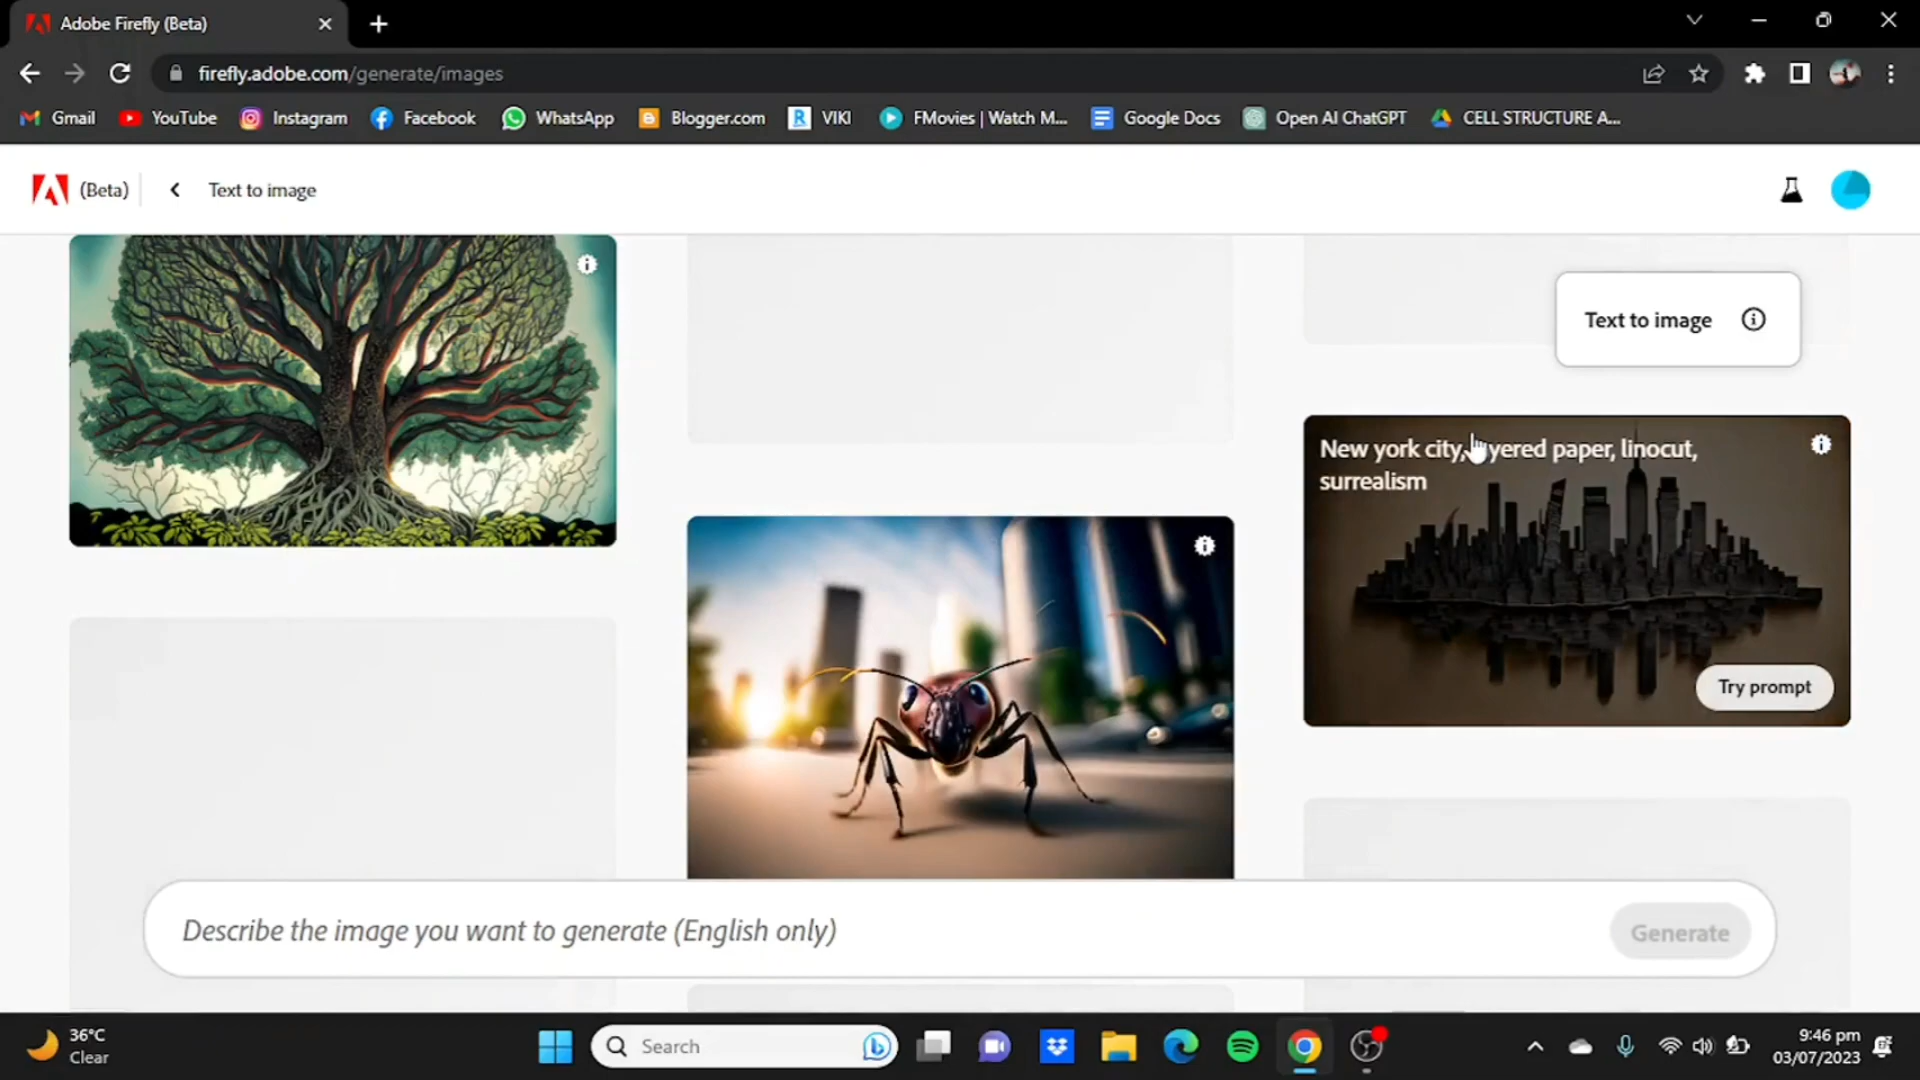 Adobe Firefly (Beta)
firefly.adobe.com/generate/images
Gmail
YouTube
Instagram
Facebook
WhatsApp
Blogger.com
VIKI
FMovies | Watch M...
Google Docs
Open AI ChatGPT
CELL STRUCTURE A...
(Beta)
Text to image
Text to image
New york city, layered paper, linocut,
surrealism
Try prompt
Describe the image you want to generate (English only)
Generate
36°C
Clear
Search
9:46 pm
03/07/2023